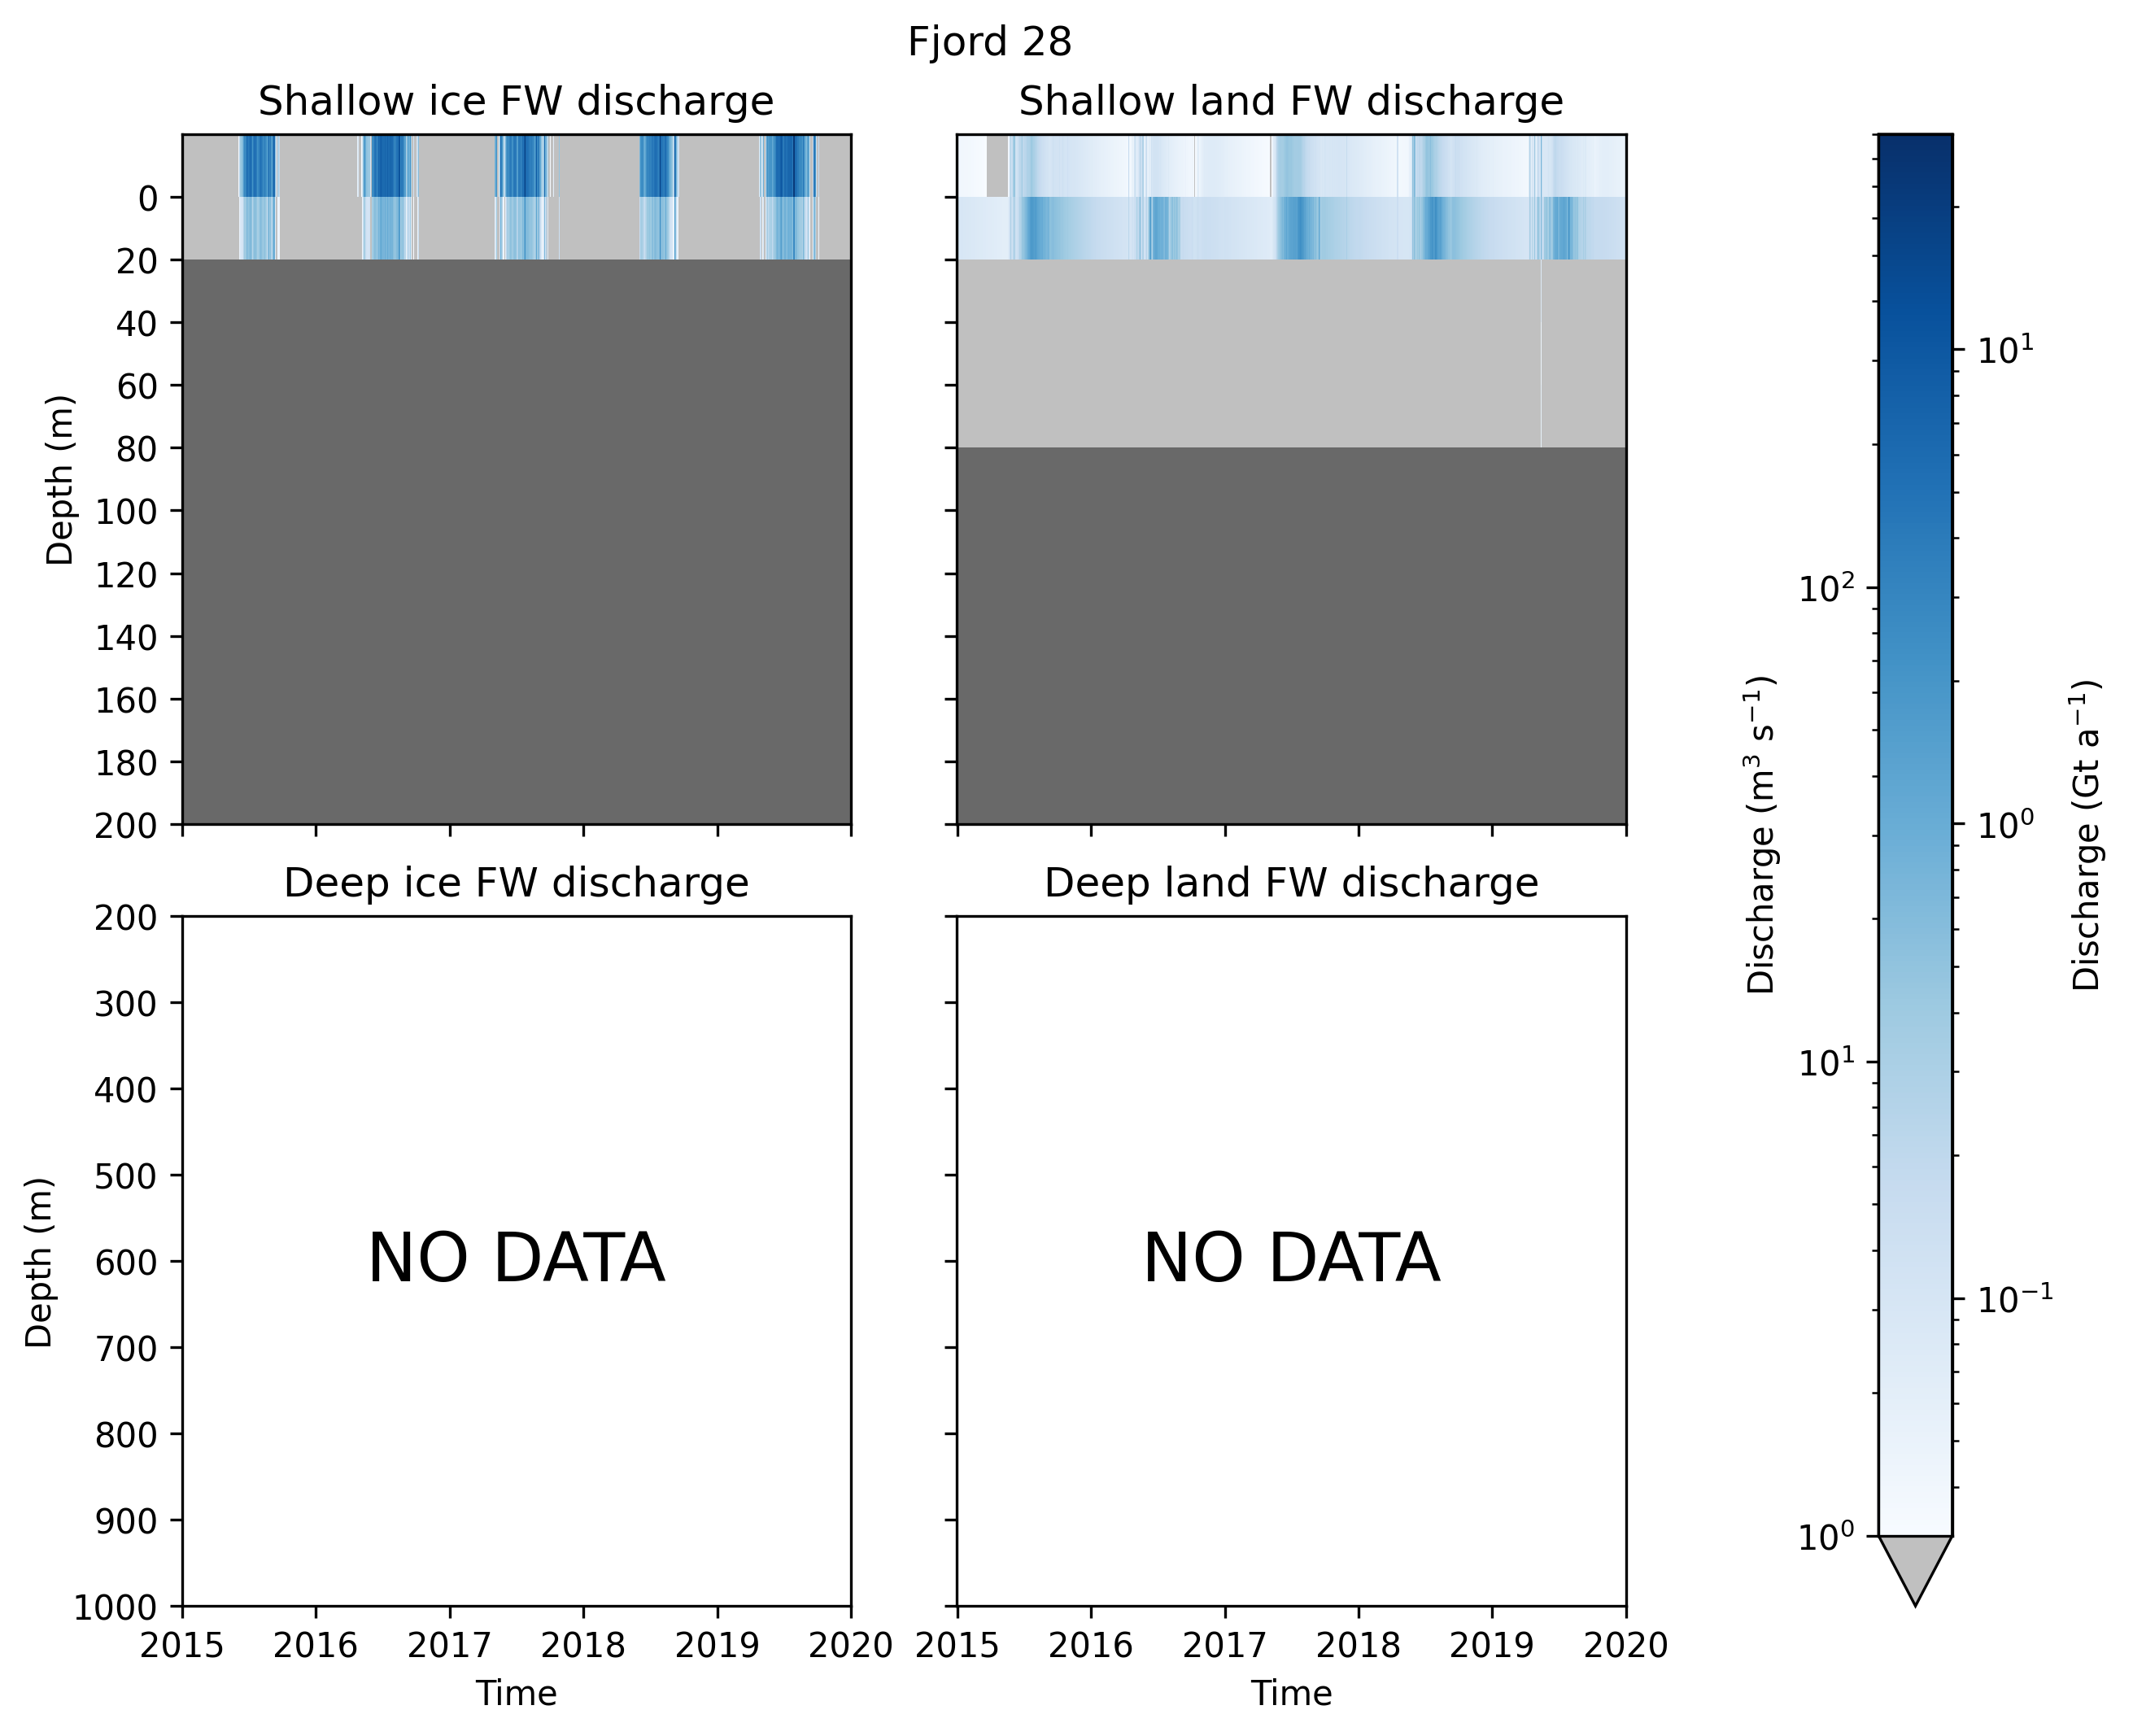 Fjord 28
Shallow ice FW discharge
Shallow land FW discharge
Depth (m)
0
20
40
60
80
100
120
140
160
180
200
Deep ice FW discharge
Deep land FW discharge
Depth (m)
200
300
400
500
600
700
800
900
1000
NO DATA
NO DATA
2015 2016 2017 2018 2019 2020
2015 2016 2017 2018 2019 2020
Time
Time
Discharge (m³ s⁻¹)
10²
10¹
10⁰
10¹
10⁰
10⁻¹
Discharge (Gt a⁻¹)